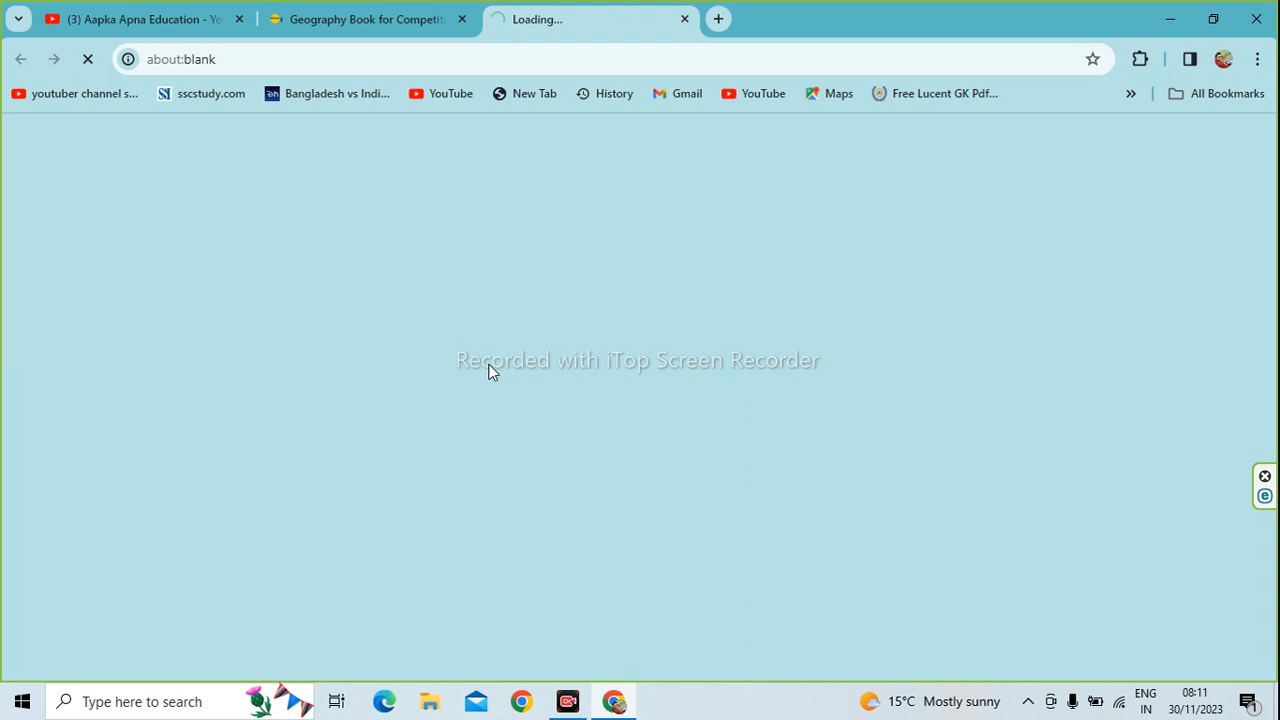 (3) Aapka Apna Education - Yo
Geography Book for Competiti
Loading...
about:blank
youtuber channel s...
sscstudy.com
Bangladesh vs Indi...
YouTube
New Tab
History
Gmail
YouTube
Maps
Free Lucent GK Pdf...
»
All Bookmarks
Recorded with iTop Screen Recorder
Type here to search
15°C Mostly sunny
ENG
IN
08:11
30/11/2023
1